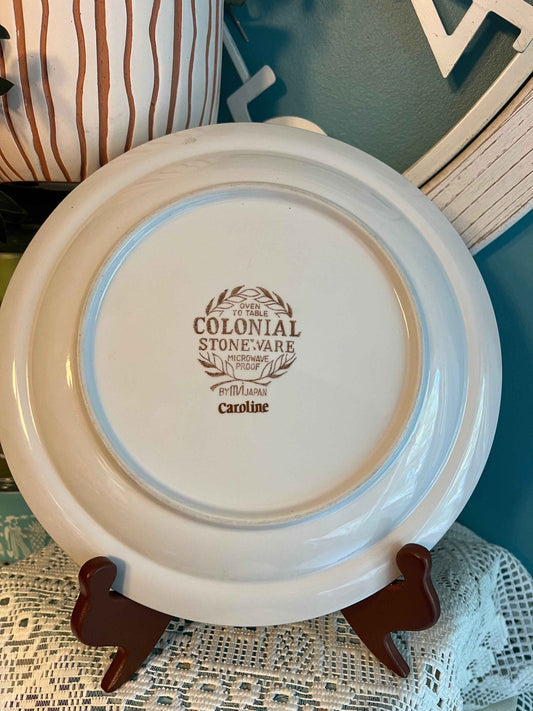 OVEN
TO TABLE
COLONIAL
STONEWARE
MICROWAVE
PROOF
BY JAPAN
Caroline